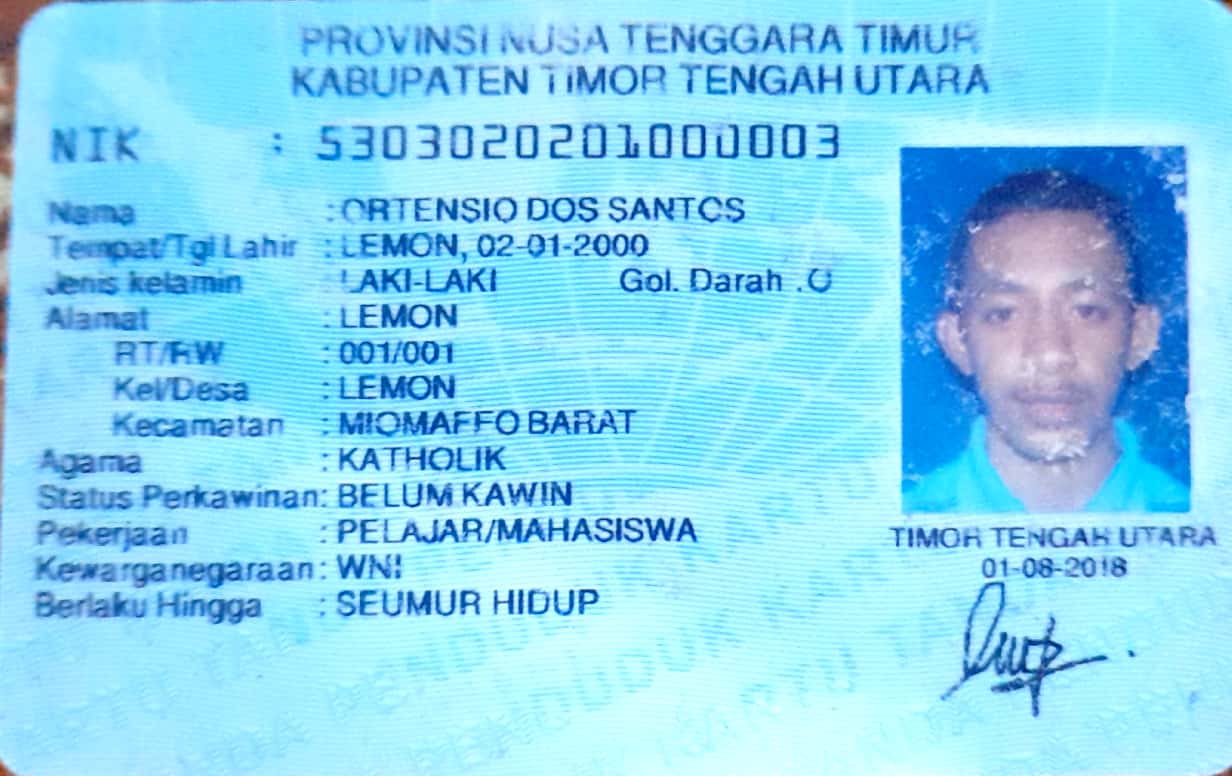 PROVINSI NUSA TENGGARA TIMUR
KABUPATEN TIMOR TENGAH UTARA
NIK : 5303020201000003
Nama : ORTENSIO DOS SANTOS
Tempat/Tgl Lahir : LEMON, 02-01-2000
Jenis kelamin : LAKI-LAKI Gol. Darah : O
Alamat : LEMON
RT/RW : 001/001
Kel/Desa : LEMON
Kecamatan : MIOMAFFO BARAT
Agama : KATHOLIK
Status Perkawinan: BELUM KAWIN
Pekerjaan : PELAJAR/MAHASISWA
Kewarganegaraan: WNI
Berlaku Hingga : SEUMUR HIDUP
TIMOR TENGAH UTARA
01-08-2018